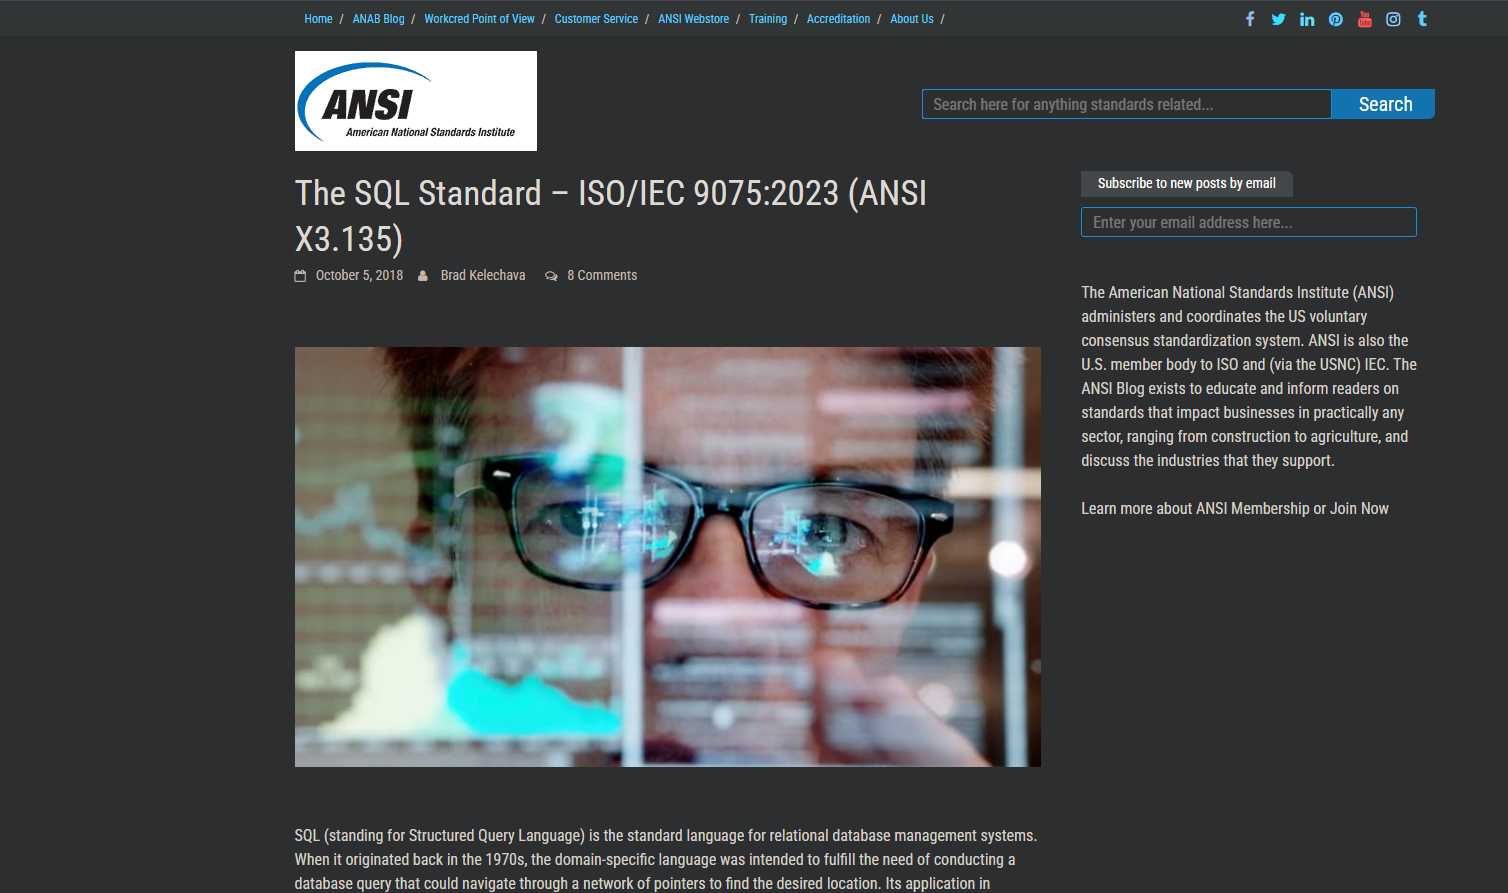 Home / ANAB Blog / Workcred Point of View / Customer Service / ANSI Webstore / Training / Accreditation / About Us /
ANSI
American National Standards Institute
Search here for anything standards related...
Search
The SQL Standard – ISO/IEC 9075:2023 (ANSI
X3.135)
October 5, 2018 Brad Kelechava 8 Comments
Subscribe to new posts by email
Enter your email address here...
The American National Standards Institute (ANSI)
administers and coordinates the US voluntary
consensus standardization system. ANSI is also the
U.S. member body to ISO and (via the USNC) IEC. The
ANSI Blog exists to educate and inform readers on
standards that impact businesses in practically any
sector, ranging from construction to agriculture, and
discuss the industries that they support.
Learn more about ANSI Membership or Join Now
SQL (standing for Structured Query Language) is the standard language for relational database management systems.
When it originated back in the 1970s, the domain-specific language was intended to fulfill the need of conducting a
database query that could navigate through a network of pointers to find the desired location. Its application in